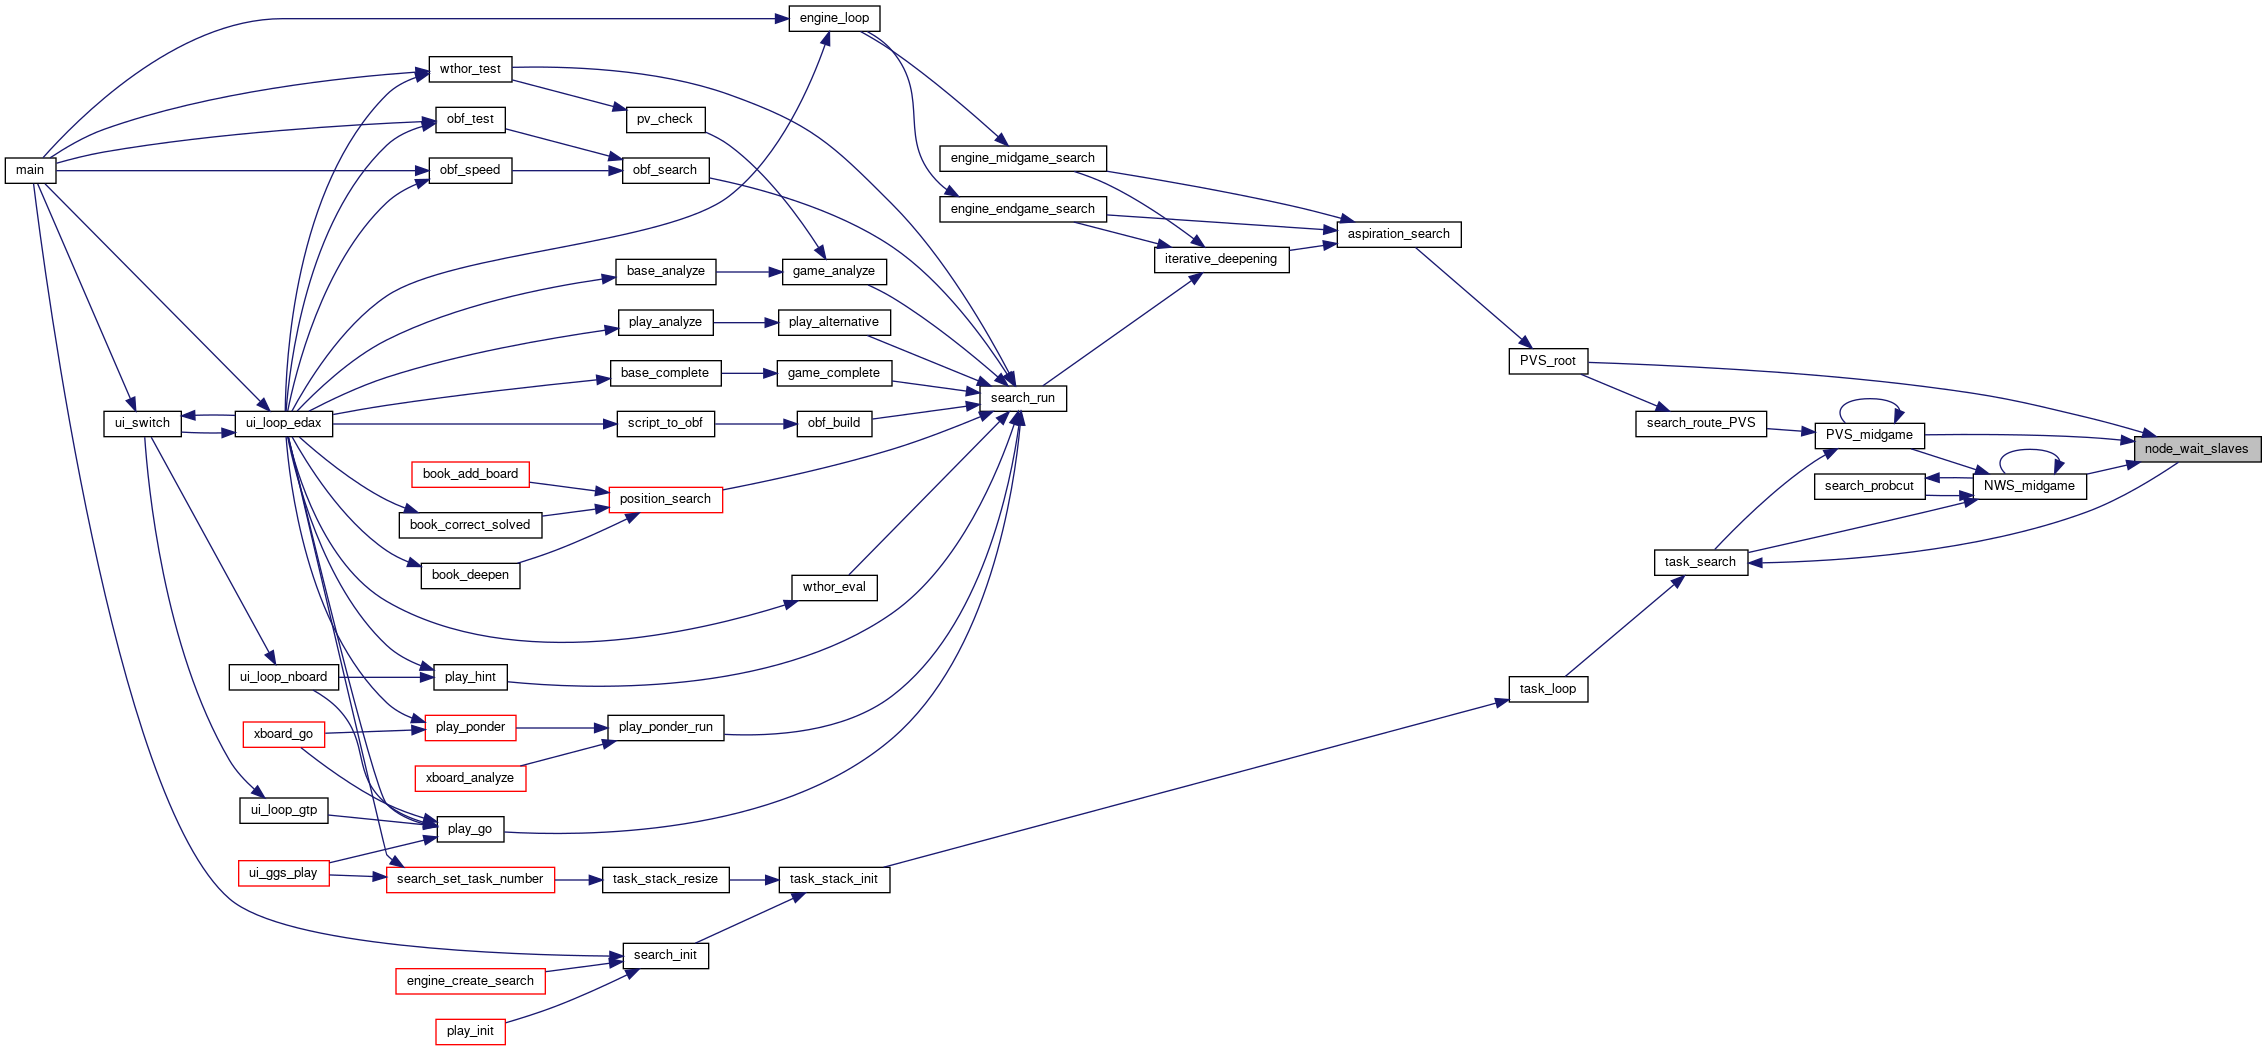 engine_loop
wthor_test
obf_test
pv_check
main
obf_speed
obf_search
engine_midgame_search
engine_endgame_search
aspiration_search
iterative_deepening
base_analyze
game_analyze
play_analyze
play_alternative
PVS_root
base_complete
game_complete
search_run
ui_switch
ui_loop_edax
script_to_obf
obf_build
search_route_PVS
PVS_midgame
node_wait_slaves
book_add_board
position_search
search_probcut
NWS_midgame
book_correct_solved
book_deepen
task_search
wthor_eval
ui_loop_nboard
play_hint
task_loop
xboard_go
play_ponder
play_ponder_run
xboard_analyze
ui_loop_gtp
play_go
ui_ggs_play
search_set_task_number
task_stack_resize
task_stack_init
search_init
engine_create_search
play_init